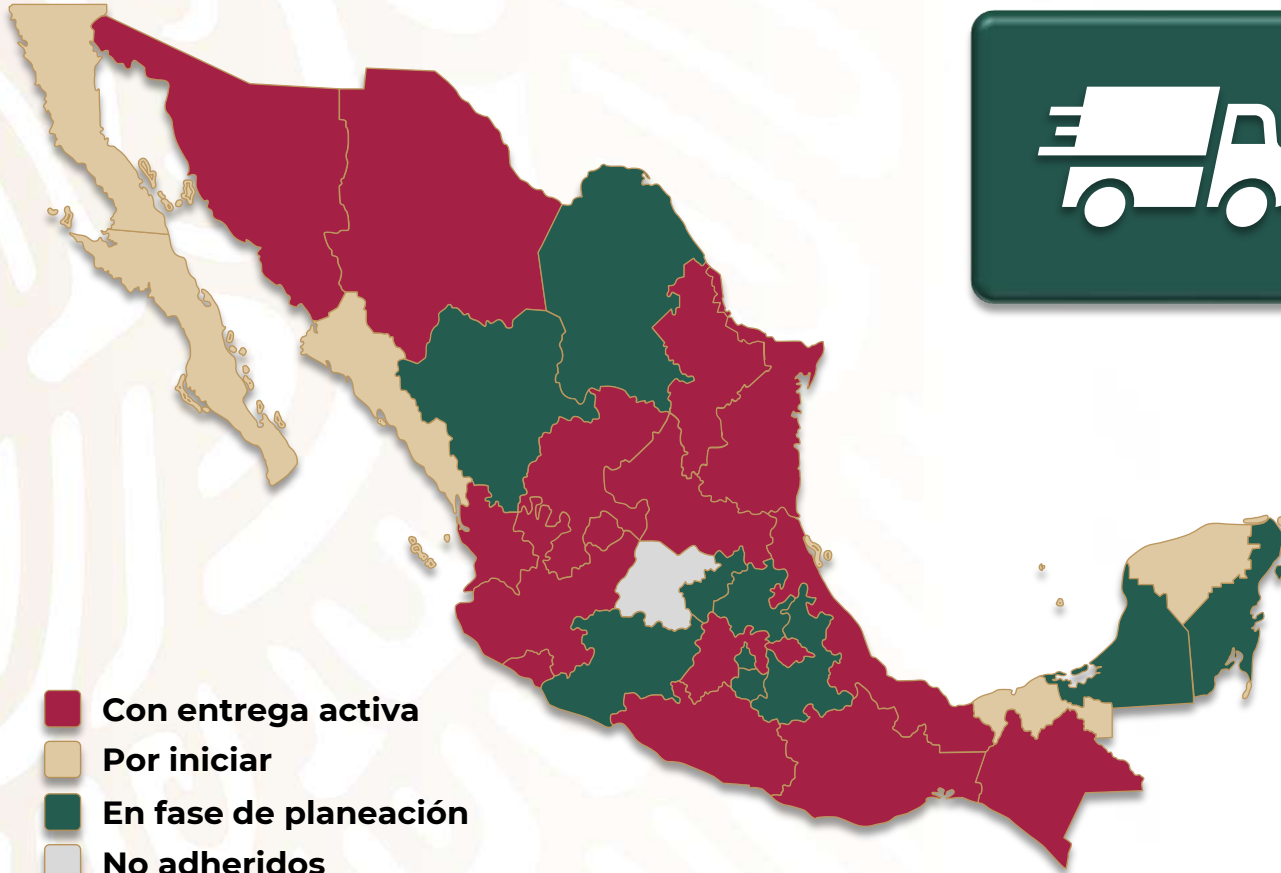 Con entrega activa
Por iniciar
En fase de planeación
No adheridos